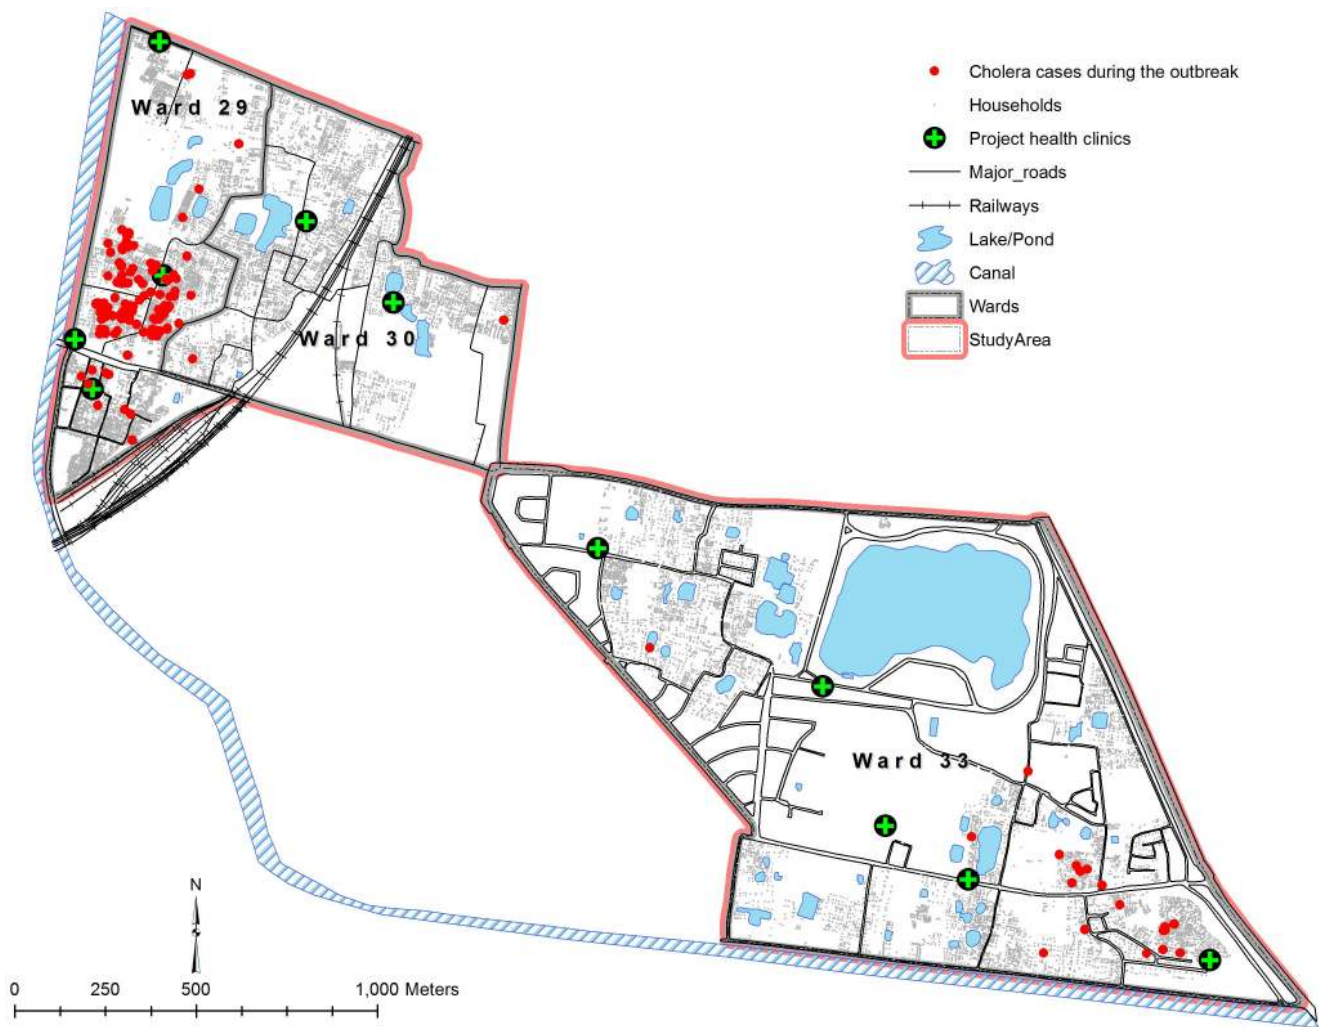 Cholera cases during the outbreak
Households
Project health clinics
Major_roads
Railways
Lake/Pond
Canal
Wards
StudyArea
Ward 29
Ward 30
Ward 33
N
0 250 500 1,000 Meters